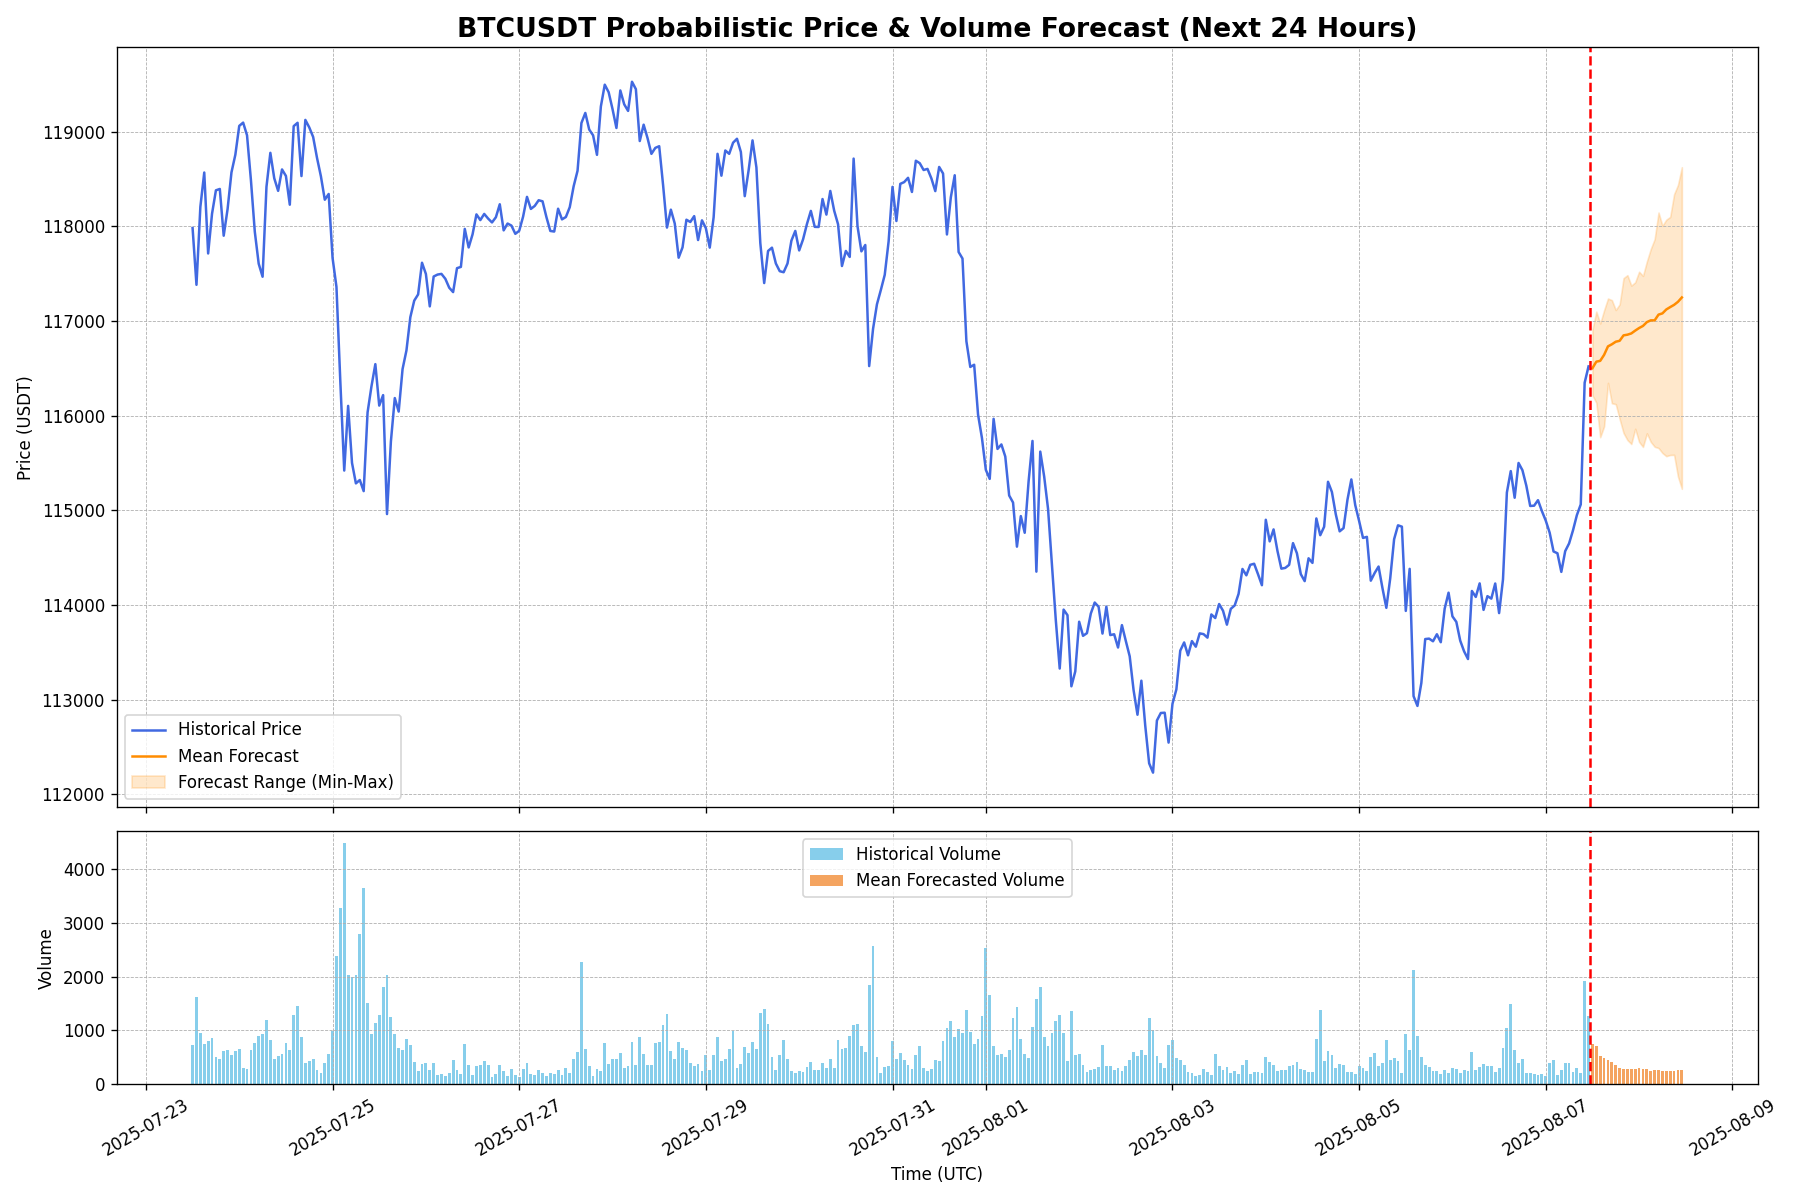 BTCUSDT Probabilistic Price & Volume Forecast (Next 24 Hours)
Price (USDT)
119000
118000
117000
116000
115000
114000
113000
112000
Historical Price
Mean Forecast
Forecast Range (Min-Max)
Volume
4000
3000
2000
1000
0
Historical Volume
Mean Forecasted Volume
2025-07-23
2025-07-25
2025-07-27
2025-07-29
2025-07-31
2025-08-01
2025-08-03
2025-08-05
2025-08-07
2025-08-09
Time (UTC)